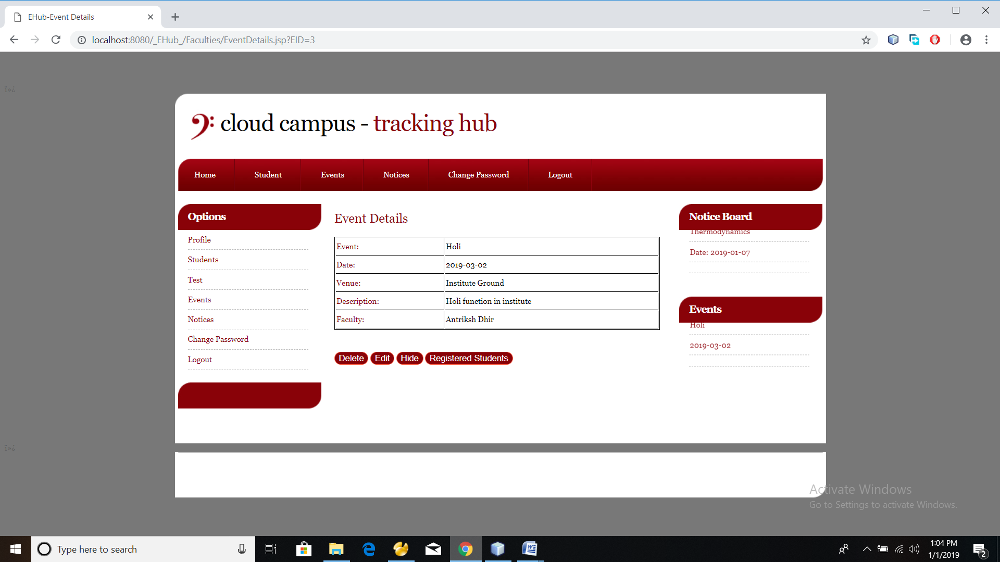 EHub-Event Details
localhost:8080/_EHub_/Faculties/EventDetails.jsp?EID=3
ï»¿
cloud campus - tracking hub
Home Student Events Notices Change Password Logout
Options
Profile
Students
Test
Events
Notices
Change Password
Logout
Event Details
Event: Holi
Date: 2019-03-02
Venue: Institute Ground
Description: Holi function in institute
Faculty: Antriksh Dhir
Delete Edit Hide Registered Students
Notice Board
Thermodynamics
Date: 2019-01-07
Events
Holi
2019-03-02
ï»¿
Activate Windows
Go to Settings to activate Windows.
Type here to search
1:04 PM
1/1/2019
2